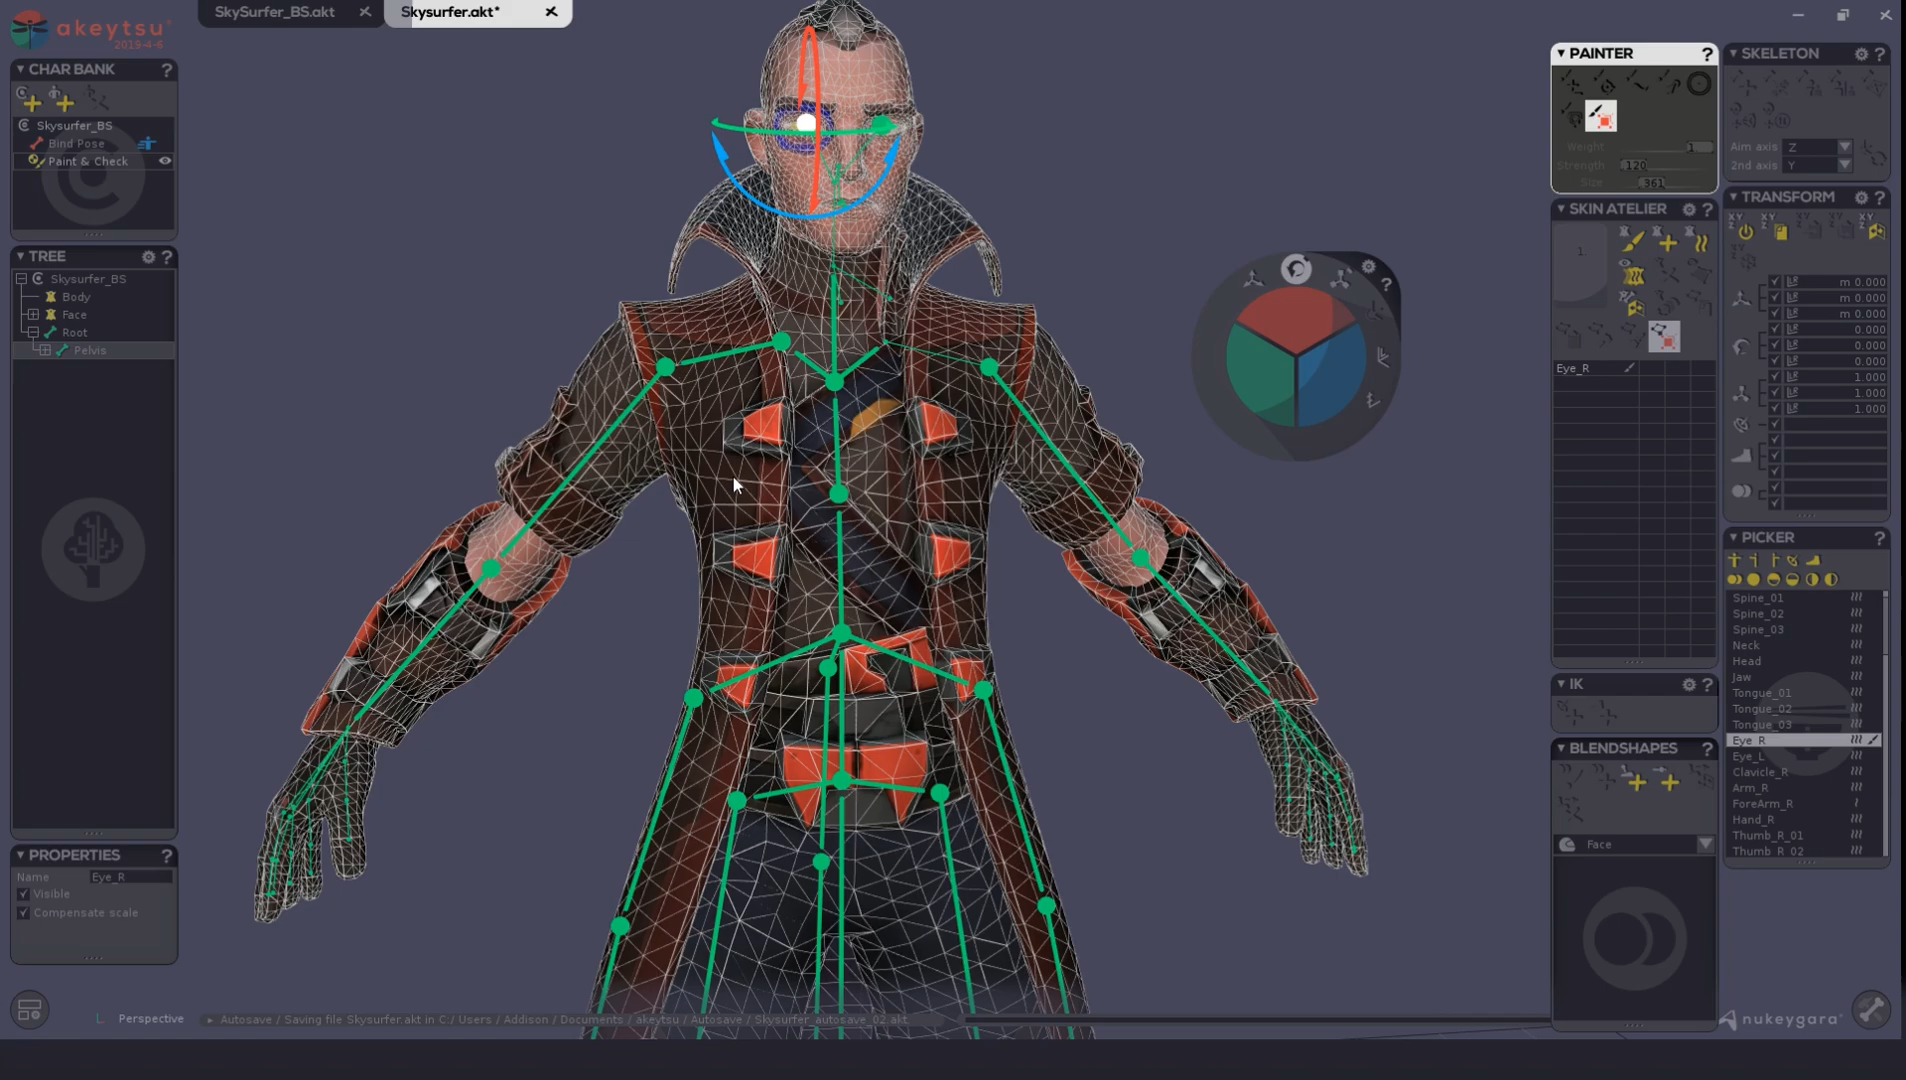 akeytsu
2019-4-6
SkySurfer_BS.akt
Skysurfer.akt*
CHAR BANK
?
Skysurfer_BS
Bind Pose
Paint & Check
TREE
?
Skysurfer_BS
Body
Face
Root
Pelvis
PROPERTIES
?
Name Eye_R
Visible
Compensate scale
Perspective
Autosave / Saving file Skysurfer.akt in C:/ Users / Addison / Documents / akeytsu / Autosave / Skysurfer_autosave_02.akt
?
PAINTER
?
Weight 1.
Strength 120
Size 361
SKIN ATELIER
?
1.
Eye_R
IK
?
BLENDSHAPES
?
Face
SKELETON
?
Aim axis Z
2nd axis Y
TRANSFORM
?
m 0.000
m 0.000
m 0.000
0.000
0.000
0.000
1.000
1.000
1.000
PICKER
?
Spine_01
Spine_02
Spine_03
Neck
Head
Jaw
Tongue_01
Tongue_02
Tongue_03
Eye_R
Eye_L
Clavicle_R
Arm_R
ForeArm_R
Hand_R
Thumb_R_01
Thumb_R_02
nukeygara